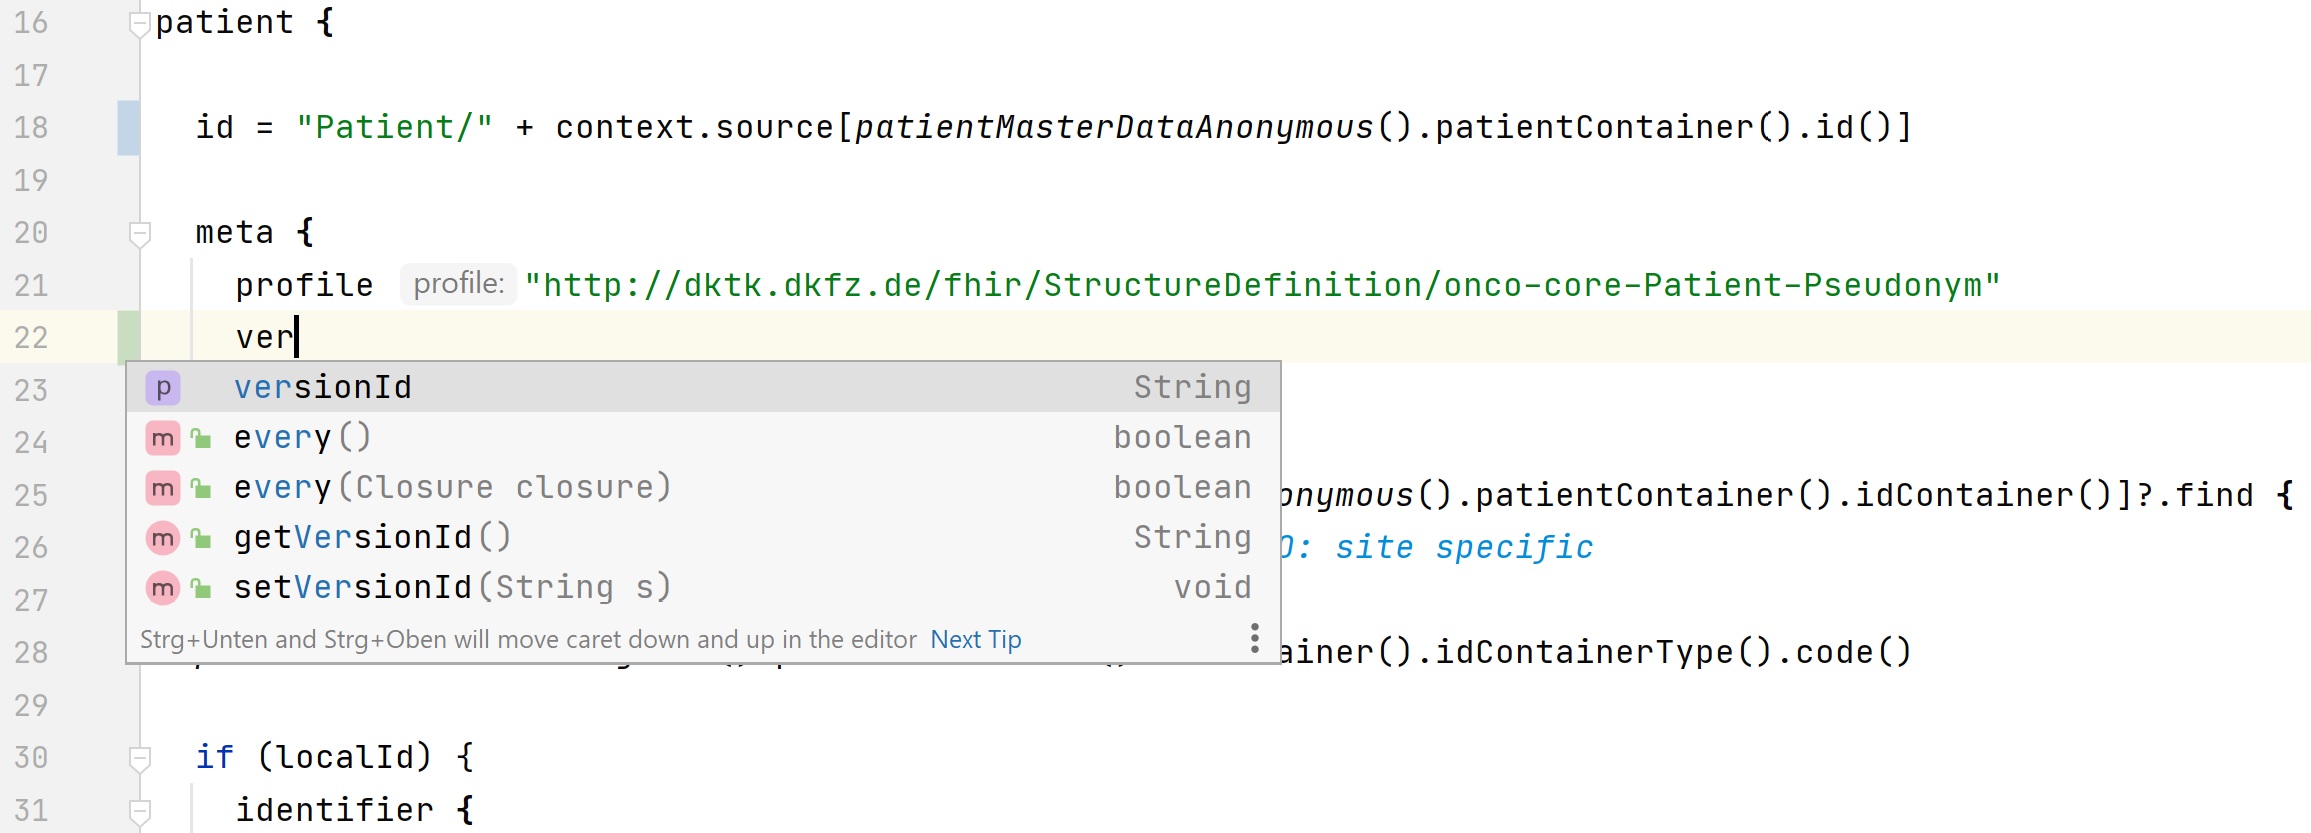 16 patient {
17
18 id = "Patient/" + context.source[patientMasterDataAnonymous().patientContainer().id()]
19
20 meta {
21 profile profile: "http://dktk.dkfz.de/fhir/StructureDefinition/onco-core-Patient-Pseudonym"
22 ver
p versionId String
23
m every() boolean
24
m every(Closure closure) boolean
25 onymous().patientContainer().idContainer()]?.find {
m getVersionId() String
26 : site specific
m setVersionId(String s) void
27
Strg+Unten and Strg+Oben will move caret down and up in the editor Next Tip
28 ainer().idContainerType().code()
29
30 if (localId) {
31 identifier {